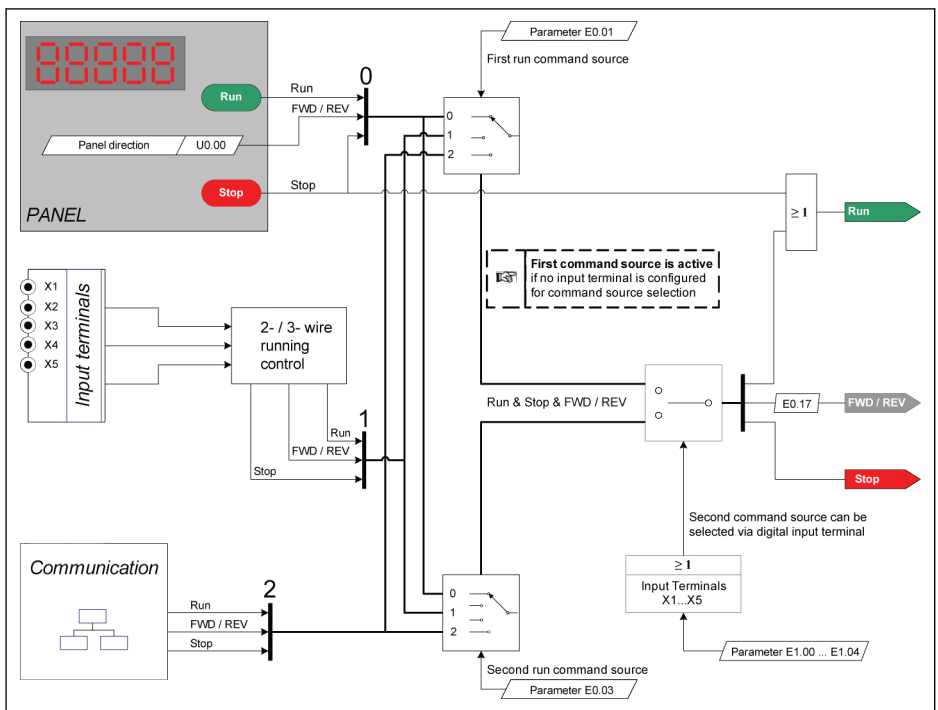 Parameter E0.01
First run command source
88888
Run
Run
FWD / REV
0
Panel direction
U0.00
Stop
Stop
PANEL
0
1
2
≥ 1
Run
First command source is active
if no input terminal is configured
for command source selection
X1
X2
X3
X4
X5
Input terminals
2- / 3- wire
running
control
Run
FWD / REV
Stop
1
Run & Stop & FWD / REV
E0.17
FWD / REV
Stop
Second command source can be
selected via digital input terminal
≥ 1
Input Terminals
X1...X5
Parameter E1.00 ... E1.04
Communication
Run
FWD / REV
Stop
2
0
1
2
Second run command source
Parameter E0.03